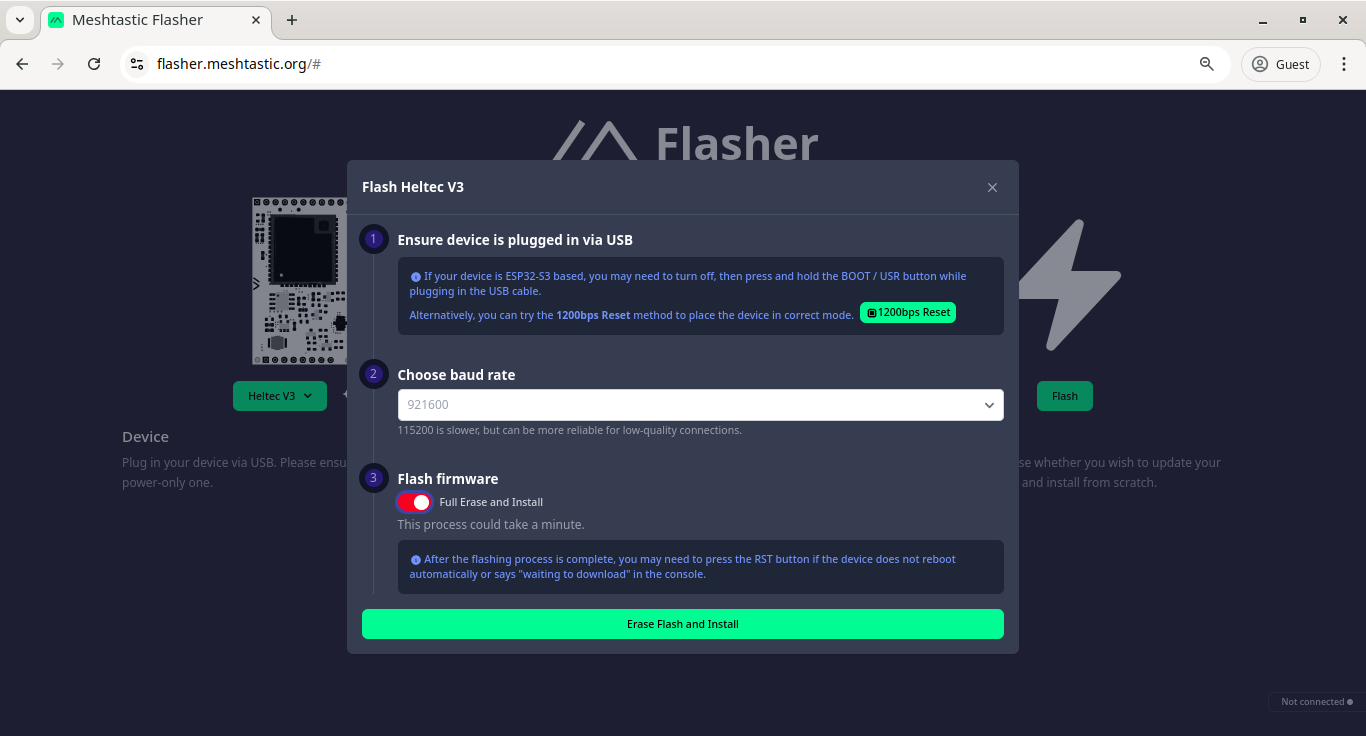 Meshtastic Flasher
flasher.meshtastic.org/#
Guest
Flasher
Flash Heltec V3
1
Ensure device is plugged in via USB
If your device is ESP32-S3 based, you may need to turn off, then press and hold the BOOT / USR button while
plugging in the USB cable.
Alternatively, you can try the 1200bps Reset method to place the device in correct mode.
1200bps Reset
2
Choose baud rate
921600
115200 is slower, but can be more reliable for low-quality connections.
3
Flash firmware
Full Erase and Install
This process could take a minute.
After the flashing process is complete, you may need to press the RST button if the device does not reboot
automatically or says "waiting to download" in the console.
Erase Flash and Install
Heltec V3
Device
Plug in your device via USB. Please ensu
power-only one.
Flash
se whether you wish to update your
and install from scratch.
Not connected